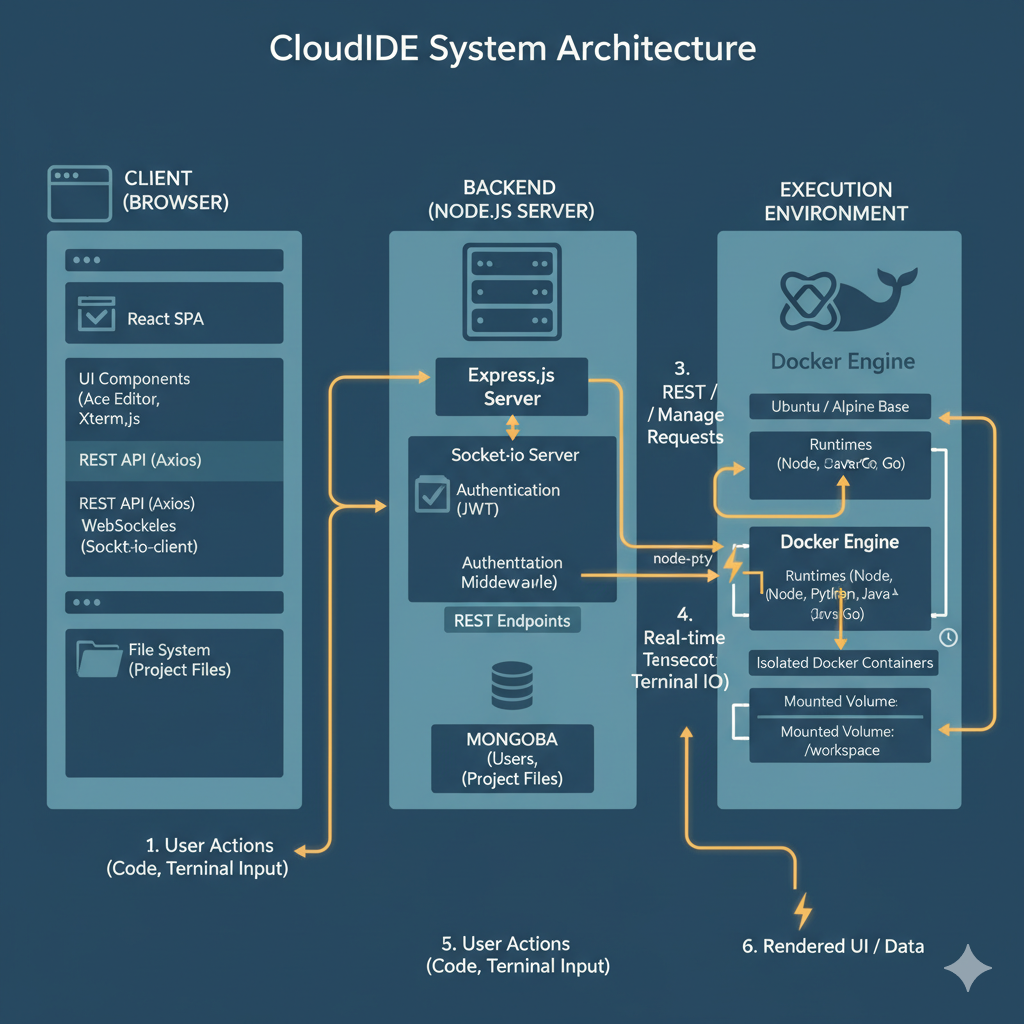 CloudIDE System Architecture
CLIENT
(BROWSER)
React SPA
UI Components
(Ace Editor,
Xterm,js
REST API (Axios)
REST API (Axios)
WebSockeles
(Sockt.io-client)
File System
(Project Files)
1. User Actions
(Code, Terninal Input)
BACKEND
(NODE.JS SERVER)
Express,js
Server
Socket-io Server
Authentication
(JWT)
Authenttation
REST Endpoints
MONGOBA
(Users,
(Project Files)
5. User Actions
(Code, Terninal Input)
3.
REST /
/ Manage
Requests
node-pty
4.
Real-time
Tensecot
Terninal IO)
EXECUTION
ENVIRONMENT
Docker Engine
Ubuntu / Alpine Base
Runtimes
(Node, Go)
Docker Engine
Runtimes (Node,
(Node, Python, Java
Go)
Isolated Docker Containers
Mounted Volume:
Mounted Volume:
/workspace
6. Rendered UI / Data